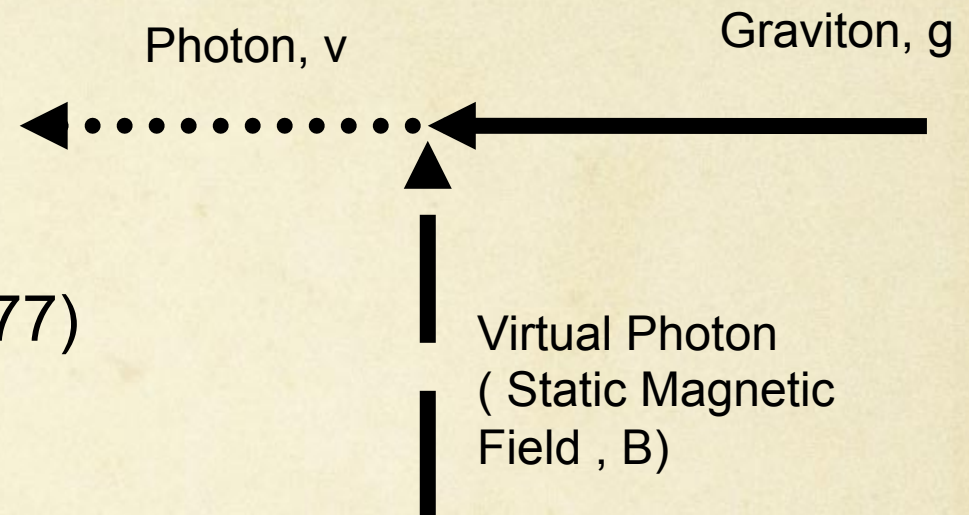 Photon, v
Graviton, g
77)
Virtual Photon
( Static Magnetic
Field , B)